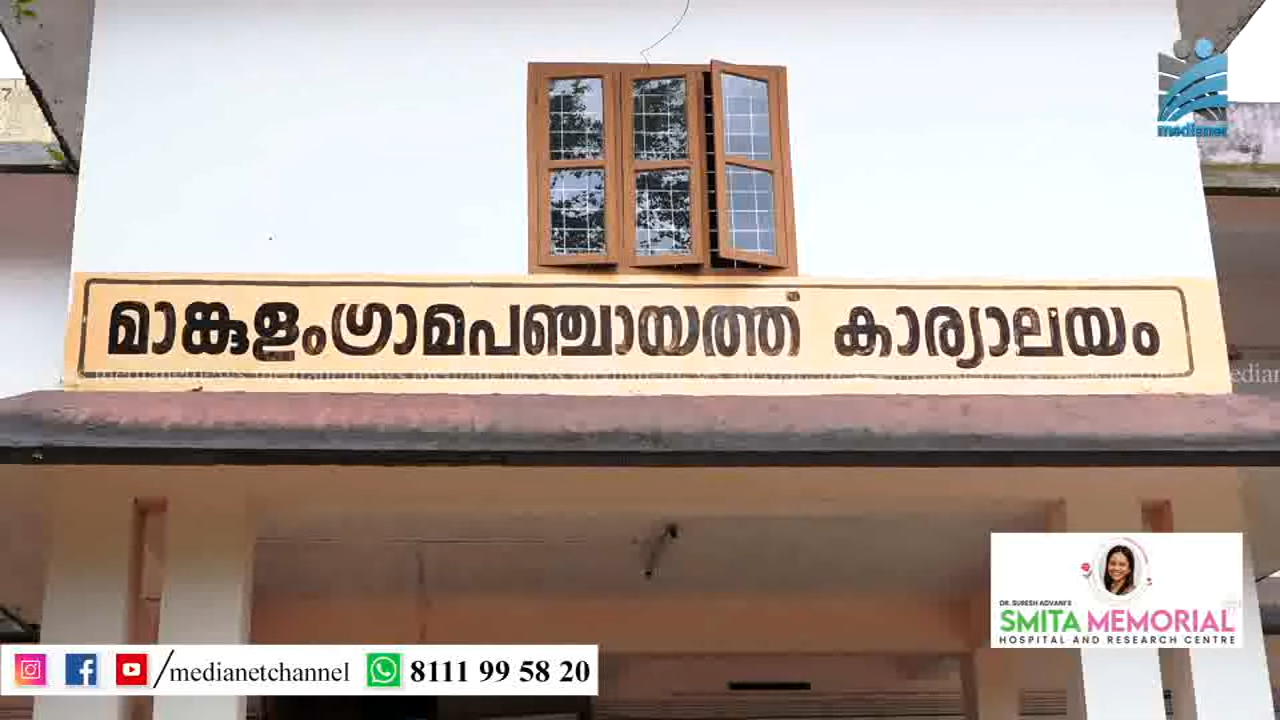 medianet
മാങ്കുളംഗ്രാമപഞ്ചായത്ത് കാര്യാലയം
DR. SURESH ADVANI'S
SMITA MEMORIAL
HOSPITAL AND RESEARCH CENTRE
/medianetchannel 8111 99 58 20